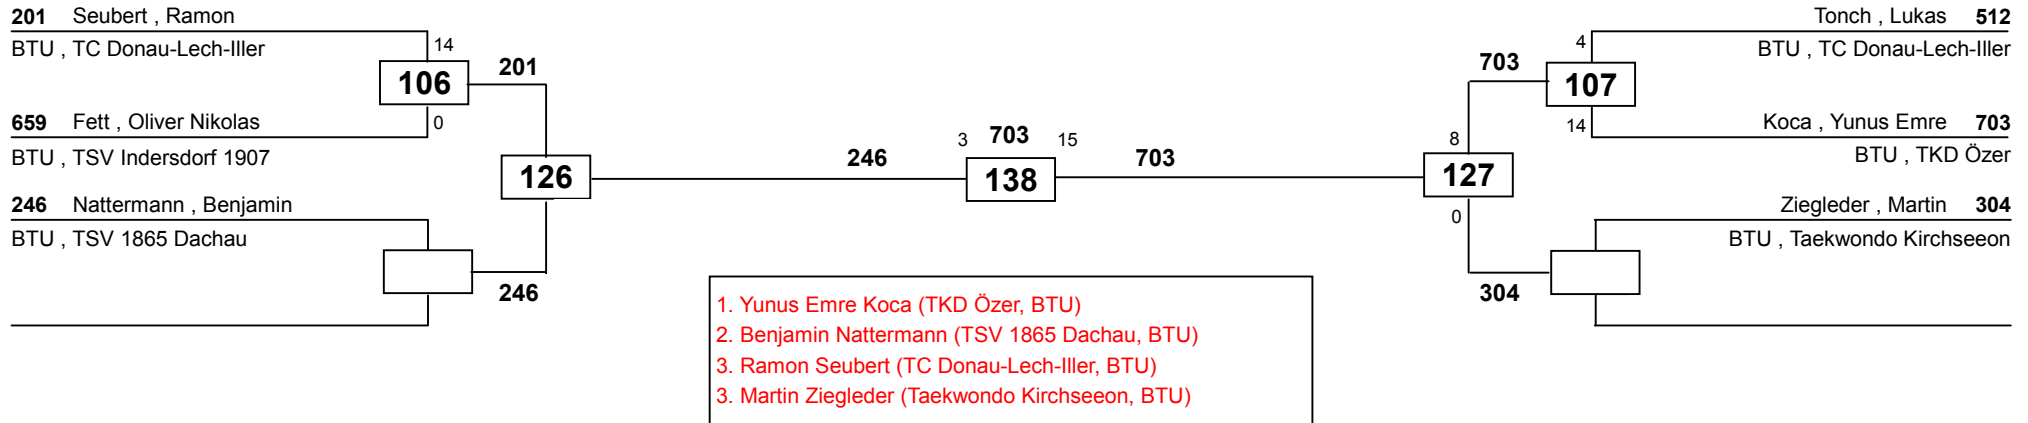 201 Seubert , Ramon
BTU , TC Donau-Lech-Iller
14
106
201
0
659 Fett , Oliver Nikolas
BTU , TSV Indersdorf 1907
126
246 Nattermann , Benjamin
BTU , TSV 1865 Dachau
246
246
3 703 15
138
703
Tonch , Lukas 512
BTU , TC Donau-Lech-Iller
4
703
107
14
Koca , Yunus Emre 703
BTU , TKD Özer
8
127
0
Ziegleder , Martin 304
BTU , Taekwondo Kirchseeon
304
1. Yunus Emre Koca (TKD Özer, BTU)
2. Benjamin Nattermann (TSV 1865 Dachau, BTU)
3. Ramon Seubert (TC Donau-Lech-Iller, BTU)
3. Martin Ziegleder (Taekwondo Kirchseeon, BTU)